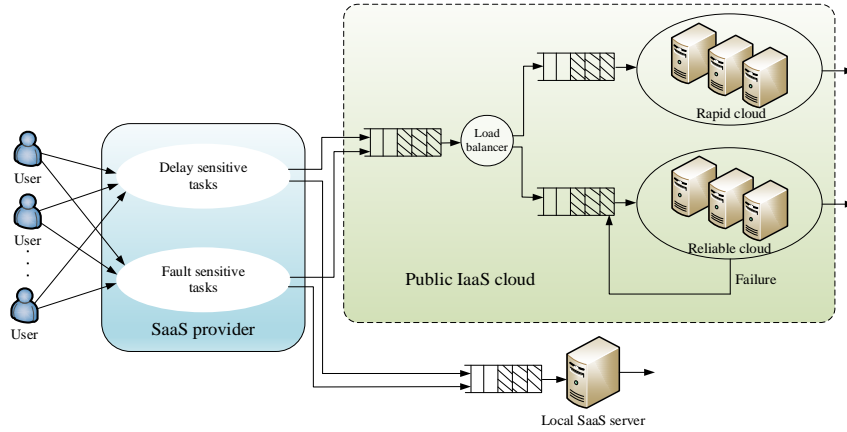 Rapid cloud
Load
balancer
User
Delay sensitive
tasks
User
Reliable cloud
Fault sensitive
tasks
Public IaaS cloud
Failure
User
SaaS provider
Local SaaS server